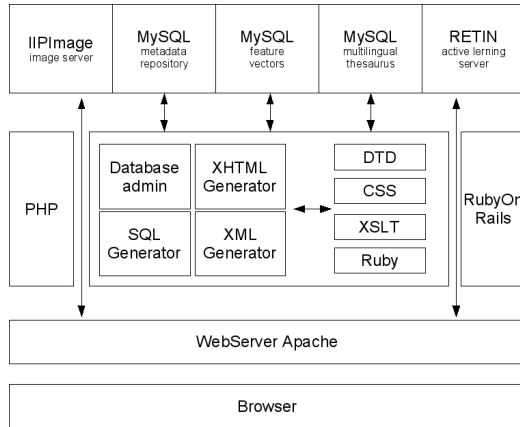 IIPImage
image server
MySQL
metadata
repository
MySQL
feature
vectors
MySQL
multilingual
thesaurus
RETIN
active lerning
server
PHP
Database
admin
XHTML
Generator
SQL
Generator
XML
Generator
DTD
CSS
XSLT
Ruby
RubyOn
Rails
WebServer Apache
Browser